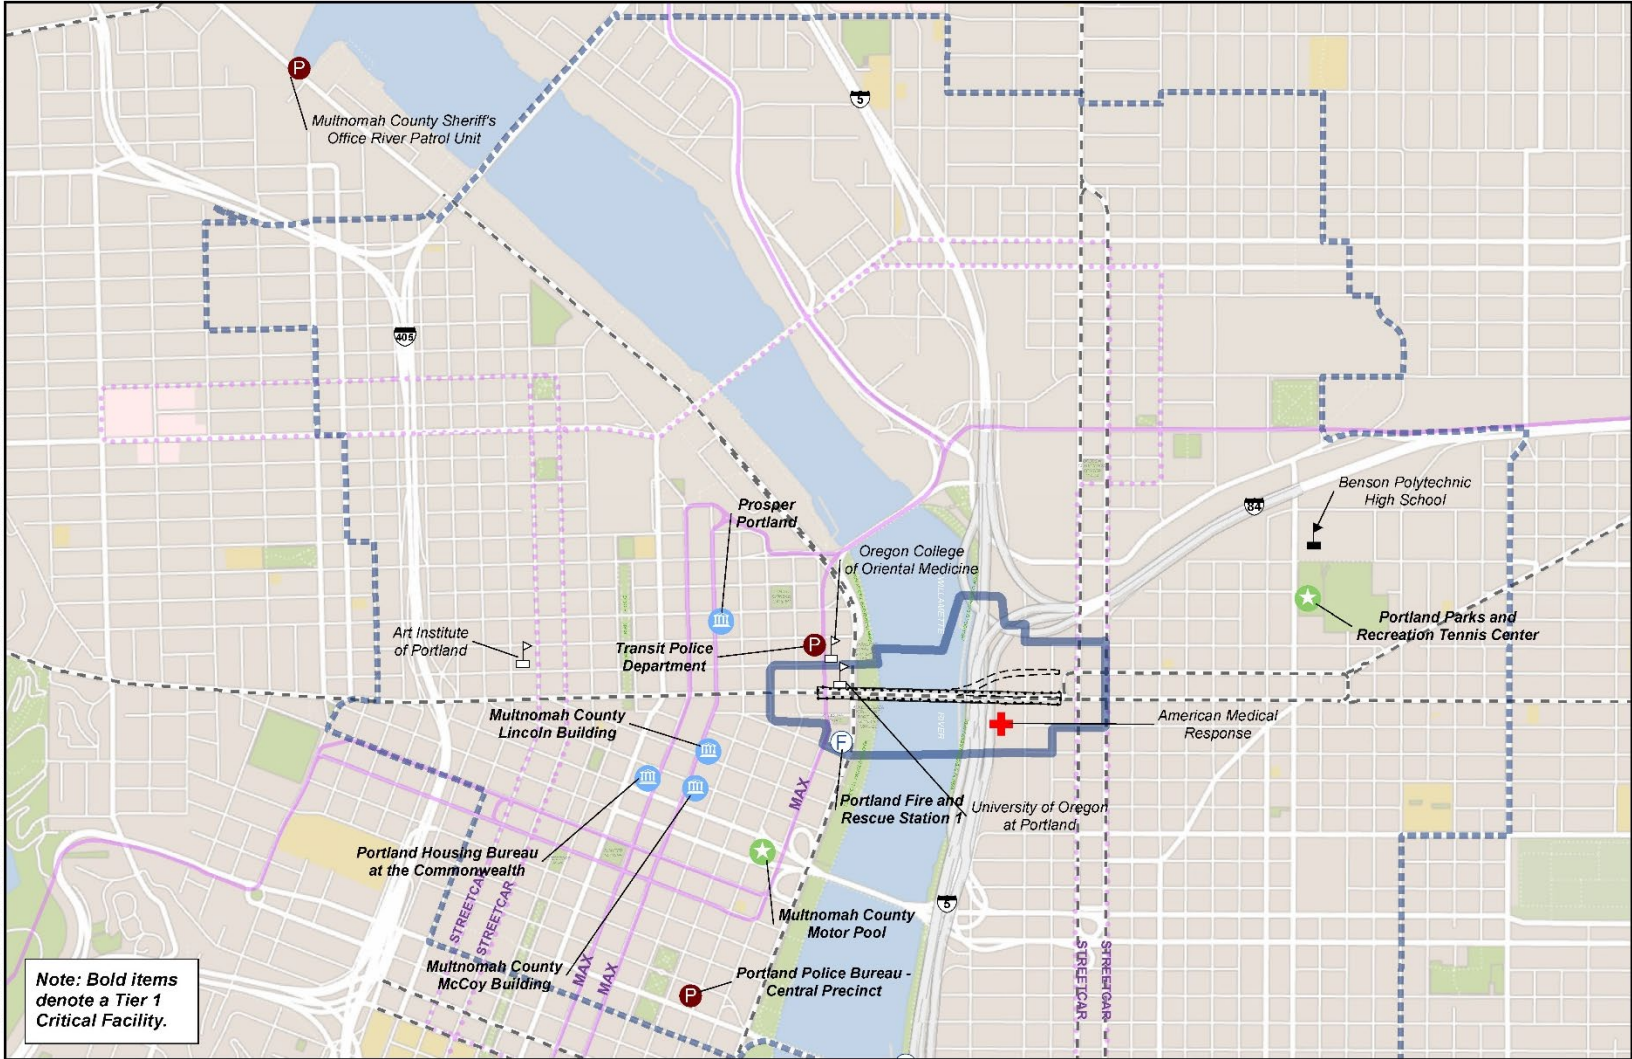 P
5
Multnomah County Sheriff's
Office River Patrol Unit
405
Benson Polytechnic
High School
84
Prosper
Portland
Oregon College
of Oriental Medicine
WILLAMETTE
Portland Parks and
Recreation Tennis Center
Art Institute
of Portland
Transit Police
Department
P
Multnomah County
Lincoln Building
RIVER
American Medical
Response
F
MAX
Portland Fire and
Rescue Station 1
University of Oregon
at Portland
Portland Housing Bureau
at the Commonwealth
STREETCAR
STREETCAR
5
Multnomah County
Motor Pool
Multnomah County
McCoy Building
MAX
MAX
Portland Police Bureau -
Central Precinct
P
STREETCAR
STREETCAR
Note: Bold items
denote a Tier 1
Critical Facility.